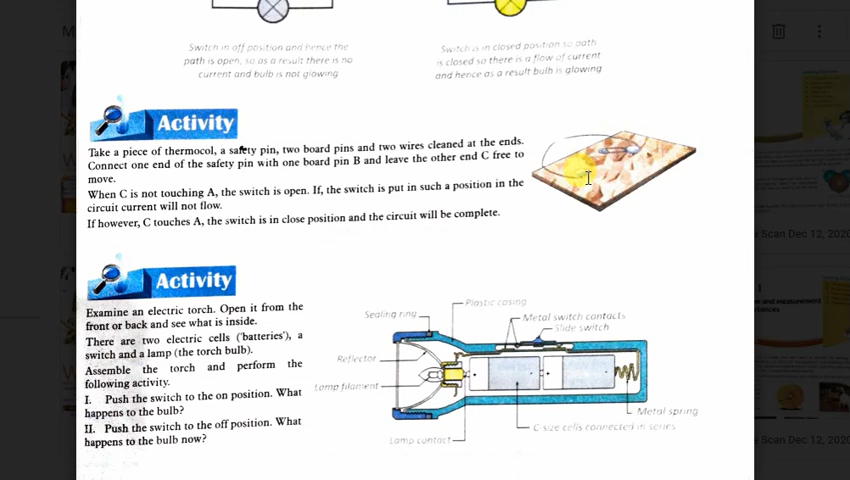 Switch in off position and hence the
path is open, so as a result there is no
current and bulb is not glowing
Switch is in closed position so path
is closed so there is a flow of current
and hence as a result bulb is glowing
Activity
Take a piece of thermocol, a safety pin, two board pins and two wires cleaned at the ends.
Connect one end of the safety pin with one board pin B and leave the other end C free to
move.
When C is not touching A, the switch is open. If, the switch is put in such a position in the
circuit current will not flow.
If however, C touches A, the switch is in close position and the circuit will be complete.
Activity
Examine an electric torch. Open it from the
front or back and see what is inside.
There are two electric cells ('batteries'), a
switch and a lamp (the torch bulb).
Assemble the torch and perform the
following activity.
I. Push the switch to the on position. What
happens to the bulb?
II. Push the switch to the off position. What
happens to the bulb now?
Plastic casing
Sealing ring
Metal switch contacts
Slide switch
Reflector
Lamp filament
Metal spring
C-size cells connected in series
Lamp contact
Scan Dec 12, 2020
Scan Dec 12, 2020